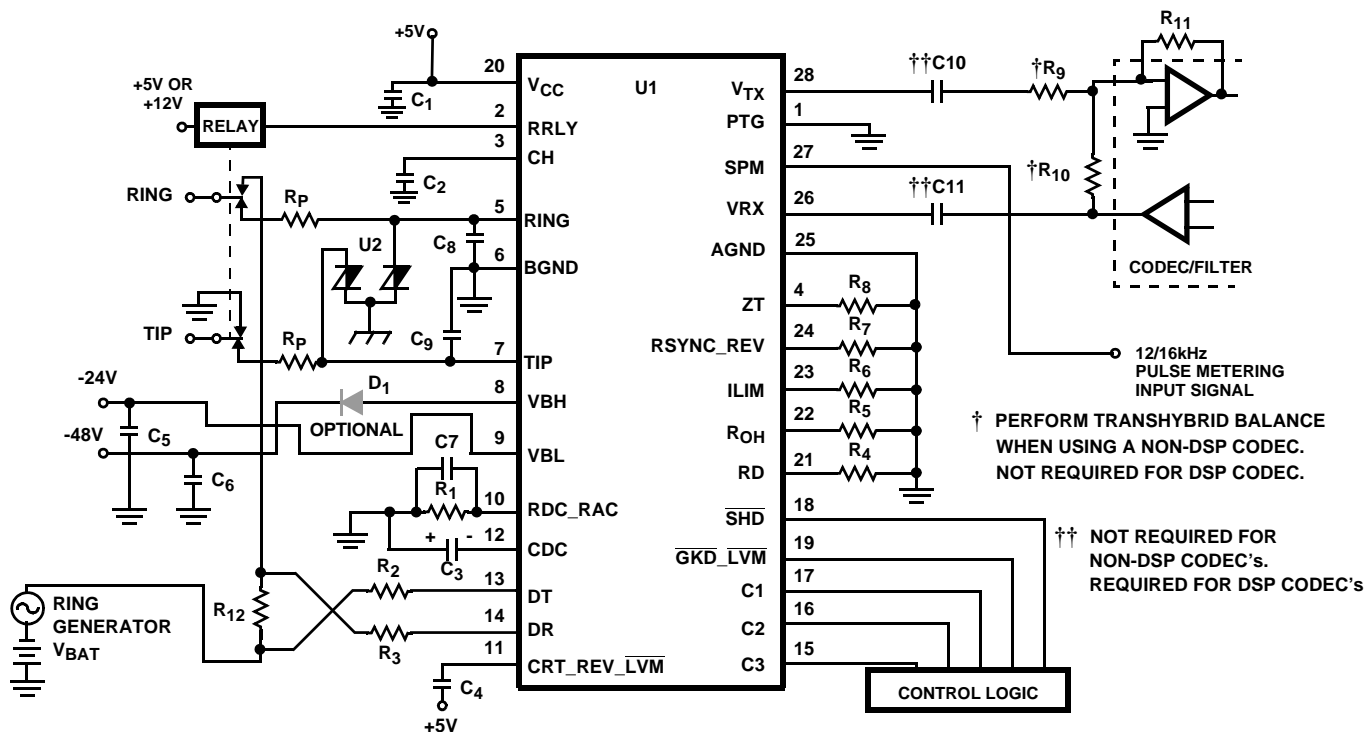 +5V
20
VCC
C1
U1
+5V OR
+12V
RELAY
2
RRLY
3
CH
C2
RING
RP
5
RING
C8
U2
6
BGND
C9
TIP
RP
7
TIP
-24V
D1
8
VBH
OPTIONAL
C5
-48V
9
VBL
C6
C7
R1
10
RDC_RAC
+ -
12
CDC
C3
R2
13
DT
R12
14
DR
R3
RING
GENERATOR
VBAT
11
CRT_REV_LVM
C4
+5V
28
VTX
††C10
†R9
R11
1
PTG
27
SPM
†R10
26
VRX
††C11
25
AGND
CODEC/FILTER
4
ZT
R8
24
RSYNC_REV
R7
23
ILIM
R6
22
ROH
R5
21
RD
R4
12/16kHz
PULSE METERING
INPUT SIGNAL
† PERFORM TRANSHYBRID BALANCE
WHEN USING A NON-DSP CODEC.
NOT REQUIRED FOR DSP CODEC.
18
SHD
19
GKD_LVM
17
C1
16
C2
15
C3
CONTROL LOGIC
†† NOT REQUIRED FOR
NON-DSP CODEC's.
REQUIRED FOR DSP CODEC's